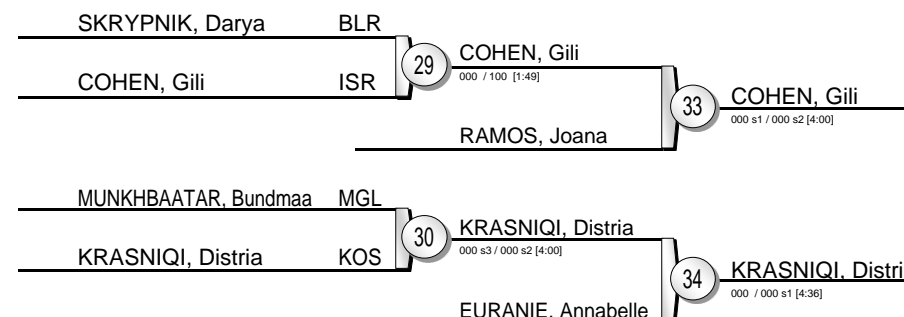 SKRYPNIK, Darya BLR
29
COHEN, Gili
000 / 100 [1:49]
COHEN, Gili ISR
33
COHEN, Gili
000 s1 / 000 s2 [4:00]
RAMOS, Joana
MUNKHBAATAR, Bundmaa MGL
30
KRASNIQI, Distria
000 s3 / 000 s2 [4:00]
KRASNIQI, Distria KOS
34
KRASNIQI, Distri
000 / 000 s1 [4:36]
EURANIE, Annabelle